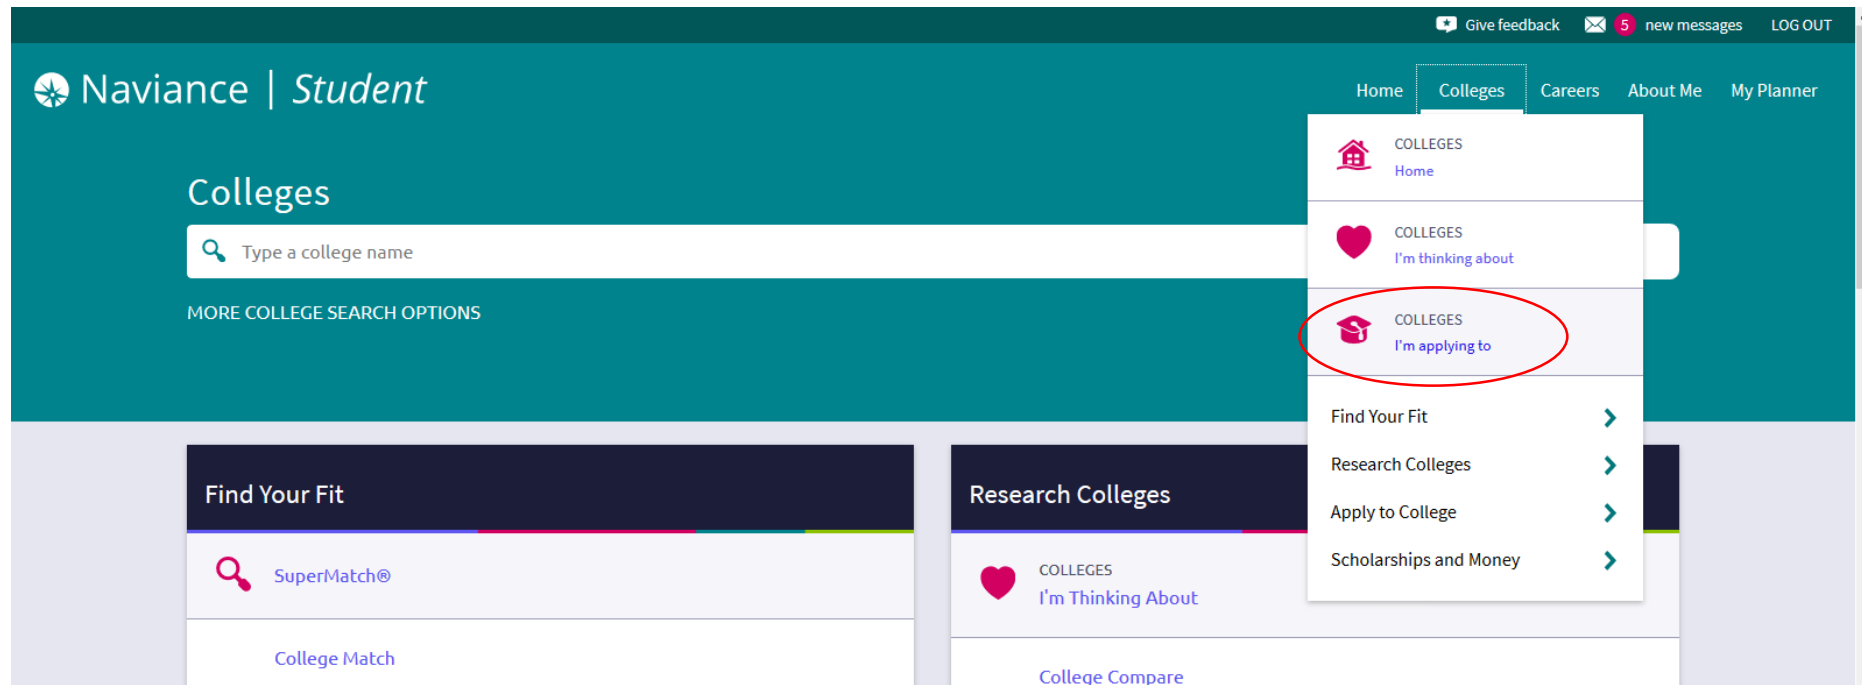 Give feedback 5 new messages LOG OUT
Naviance | Student
Home Colleges Careers About Me My Planner
COLLEGES
Home
Colleges
COLLEGES
I'm thinking about
Type a college name
MORE COLLEGE SEARCH OPTIONS
COLLEGES
I'm applying to
Find Your Fit
Research Colleges
Apply to College
Scholarships and Money
Find Your Fit
SuperMatch®
College Match
Research Colleges
COLLEGES
I'm Thinking About
College Compare